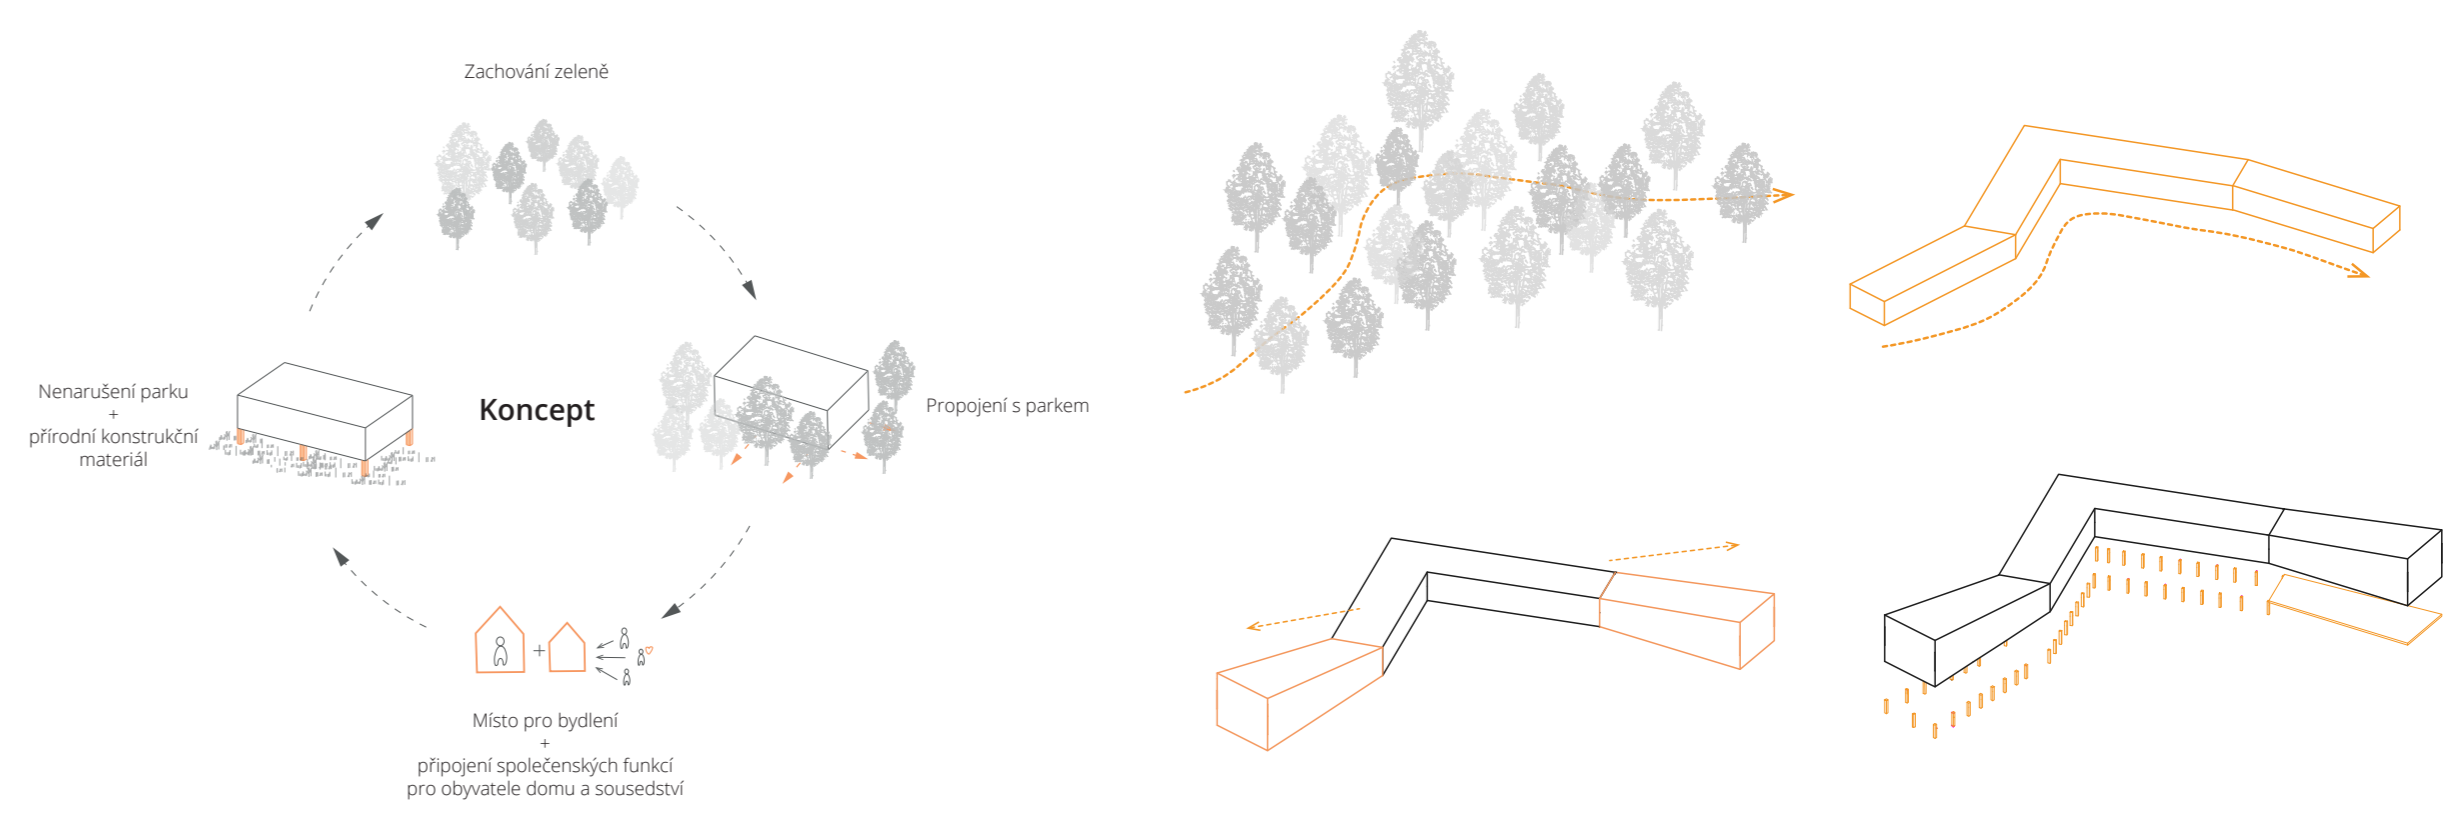 Zachování zeleně
Nenarušení parku
+
přírodní konstrukční
materiál
Koncept
Propojení s parkem
+
Místo pro bydlení
+
připojení společenských funkcí
pro obyvatele domu a sousedství